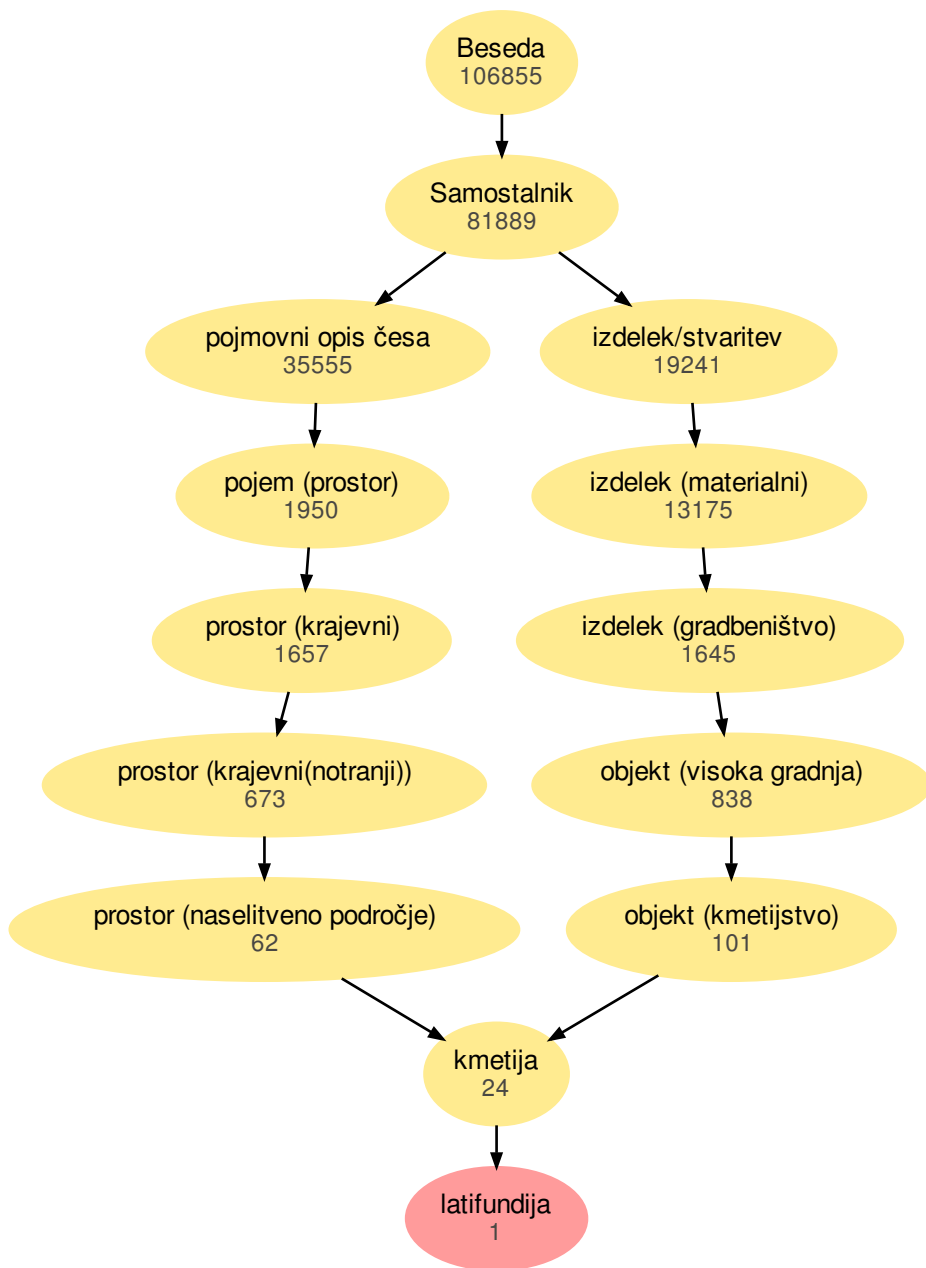 Beseda
106855
Samostalnik
81889
pojmovni opis česa
35555
izdelek/stvaritev
19241
pojem (prostor)
1950
izdelek (materialni)
13175
prostor (krajevni)
1657
izdelek (gradbeništvo)
1645
prostor (krajevni(notranji))
673
objekt (visoka gradnja)
838
prostor (naselitveno področje)
62
objekt (kmetijstvo)
101
kmetija
24
latifundija
1